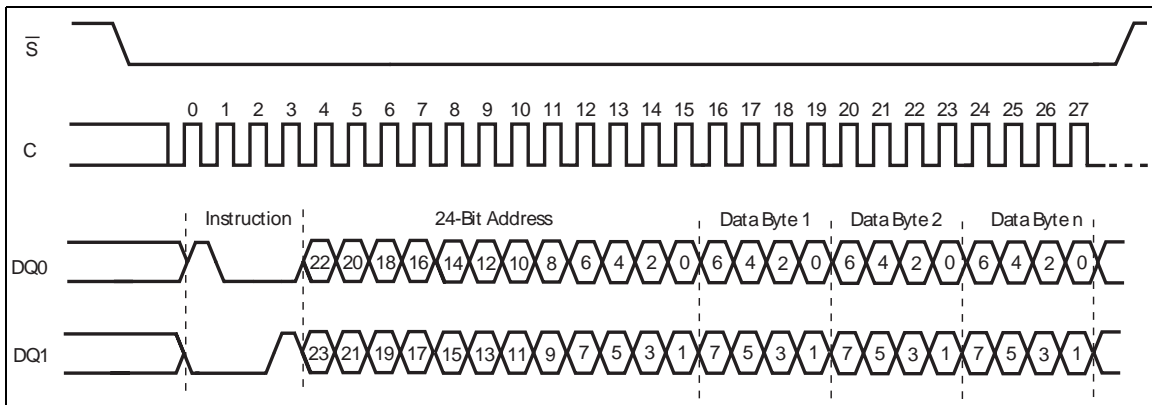 S
0 1 2 3 4 5 6 7 8 9 10 11 12 13 14 15 16 17 18 19 20 21 22 23 24 25 26 27
C
Instruction 24-Bit Address Data Byte 1 Data Byte 2 Data Byte n
DQ0 22 20 18 16 14 12 10 8 6 4 2 0 6 4 2 0 6 4 2 0 6 4 2 0
DQ1 23 21 19 17 15 13 11 9 7 5 3 1 7 5 3 1 7 5 3 1 7 5 3 1